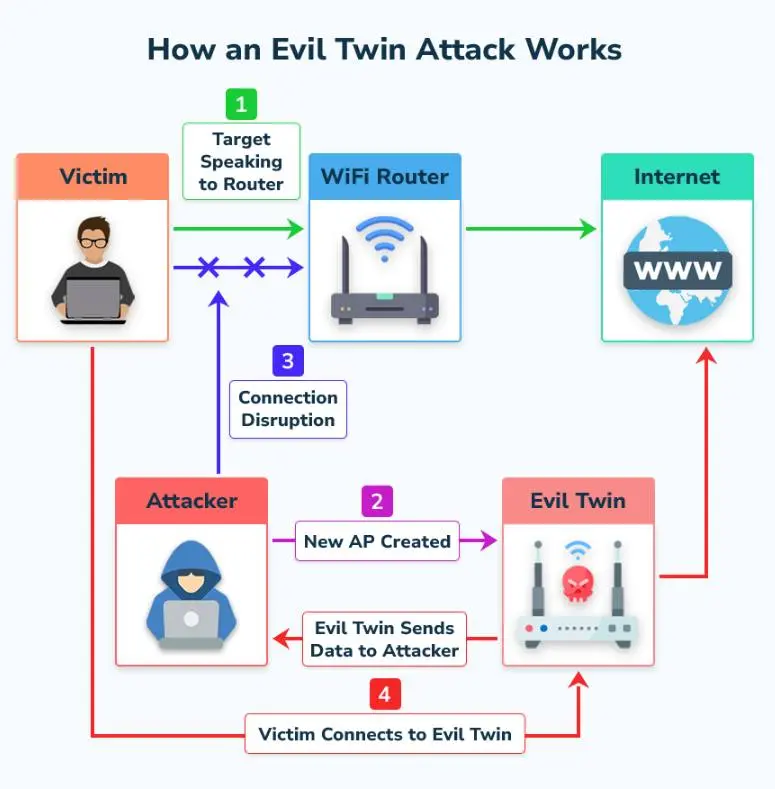 How an Evil Twin Attack Works
1
Target
Speaking
to Router
Victim
WiFi Router
Internet
WWW
3
Connection
Disruption
Attacker
2
New AP Created
Evil Twin
Evil Twin Sends
Data to Attacker
4
Victim Connects to Evil Twin